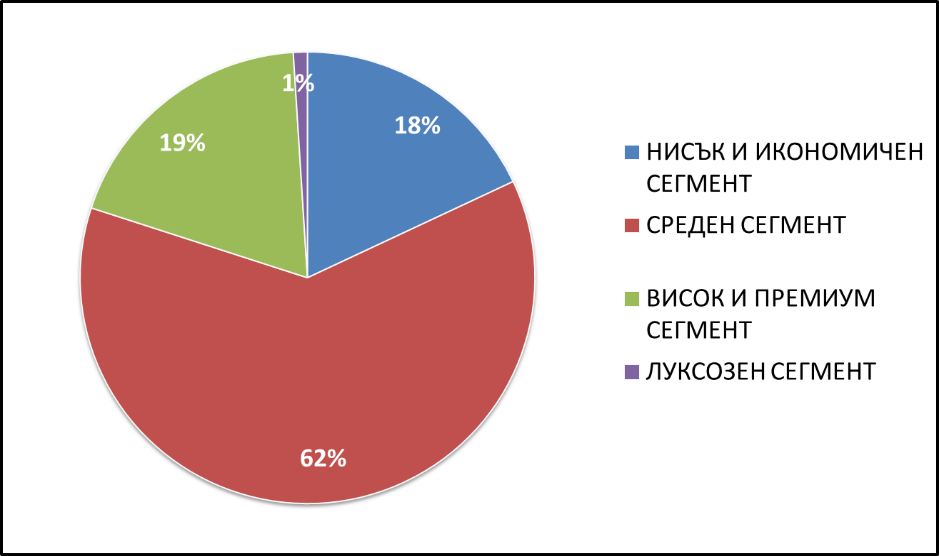 1%
18%
19%
62%
НИСЪК И ИКОНОМИЧЕН
СЕГМЕНТ
СРЕДЕН СЕГМЕНТ
ВИСОК И ПРЕМИУМ
СЕГМЕНТ
ЛУКСОЗЕН СЕГМЕНТ